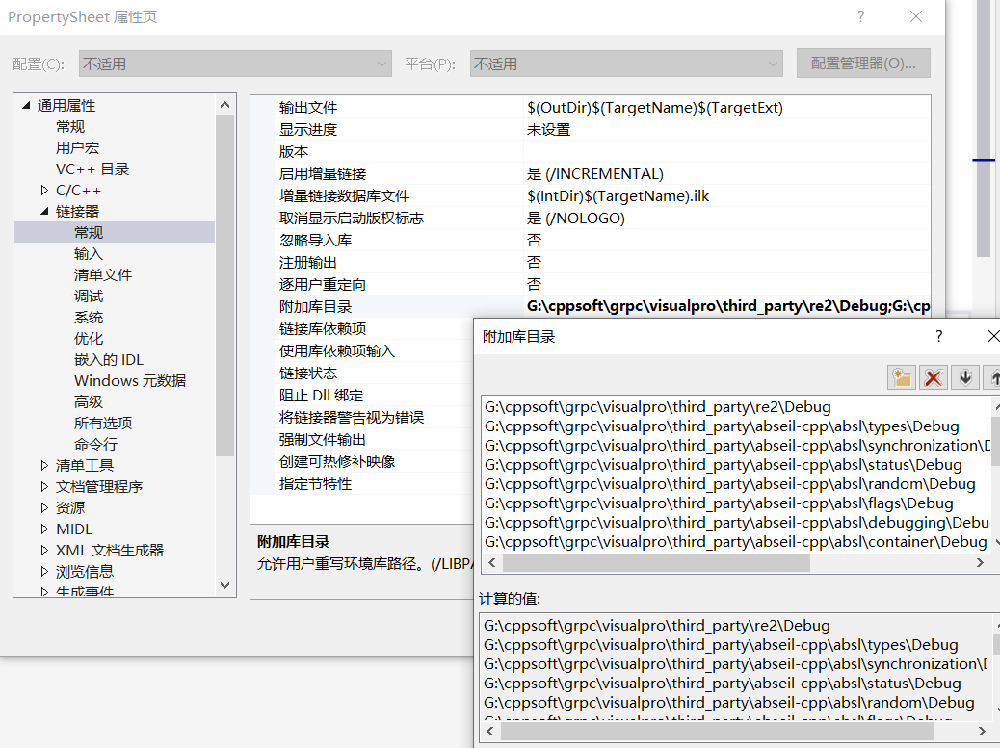 PropertySheet 属性页
配置(C): 不适用 平台(P): 不适用 配置管理器(O)...
通用属性
常规
用户宏
VC++ 目录
C/C++
链接器
常规
输入
清单文件
调试
系统
优化
嵌入的 IDL
Windows 元数据
高级
所有选项
命令行
清单工具
文档管理程序
资源
MIDL
XML 文档生成器
浏览信息
生成事件
输出文件 $(OutDir)$(TargetName)$(TargetExt)
显示进度 未设置
版本
启用增量链接 是 (/INCREMENTAL)
增量链接数据库文件 $(IntDir)$(TargetName).ilk
取消显示启动版权标志 是 (/NOLOGO)
忽略导入库 否
注册输出 否
逐用户重定向 否
附加库目录 G:\cppsoft\grpc\visualpro\third_party\re2\Debug;G:\cp
链接库依赖项
使用库依赖项输入
链接状态
阻止 Dll 绑定
将链接器警告视为错误
强制文件输出
创建可热修补映像
指定节特性
附加库目录
允许用户重写环境库路径。(/LIBPA
附加库目录
G:\cppsoft\grpc\visualpro\third_party\re2\Debug
G:\cppsoft\grpc\visualpro\third_party\abseil-cpp\absl\types\Debug
G:\cppsoft\grpc\visualpro\third_party\abseil-cpp\absl\synchronization\D
G:\cppsoft\grpc\visualpro\third_party\abseil-cpp\absl\status\Debug
G:\cppsoft\grpc\visualpro\third_party\abseil-cpp\absl\random\Debug
G:\cppsoft\grpc\visualpro\third_party\abseil-cpp\absl\flags\Debug
G:\cppsoft\grpc\visualpro\third_party\abseil-cpp\absl\debugging\Debu
G:\cppsoft\grpc\visualpro\third_party\abseil-cpp\absl\container\Debug
计算的值:
G:\cppsoft\grpc\visualpro\third_party\re2\Debug
G:\cppsoft\grpc\visualpro\third_party\abseil-cpp\absl\types\Debug
G:\cppsoft\grpc\visualpro\third_party\abseil-cpp\absl\synchronization\D
G:\cppsoft\grpc\visualpro\third_party\abseil-cpp\absl\status\Debug
G:\cppsoft\grpc\visualpro\third_party\abseil-cpp\absl\random\Debug
G:\cppsoft\grpc\visualpro\third_party\abseil-cpp\absl\flags\Debug